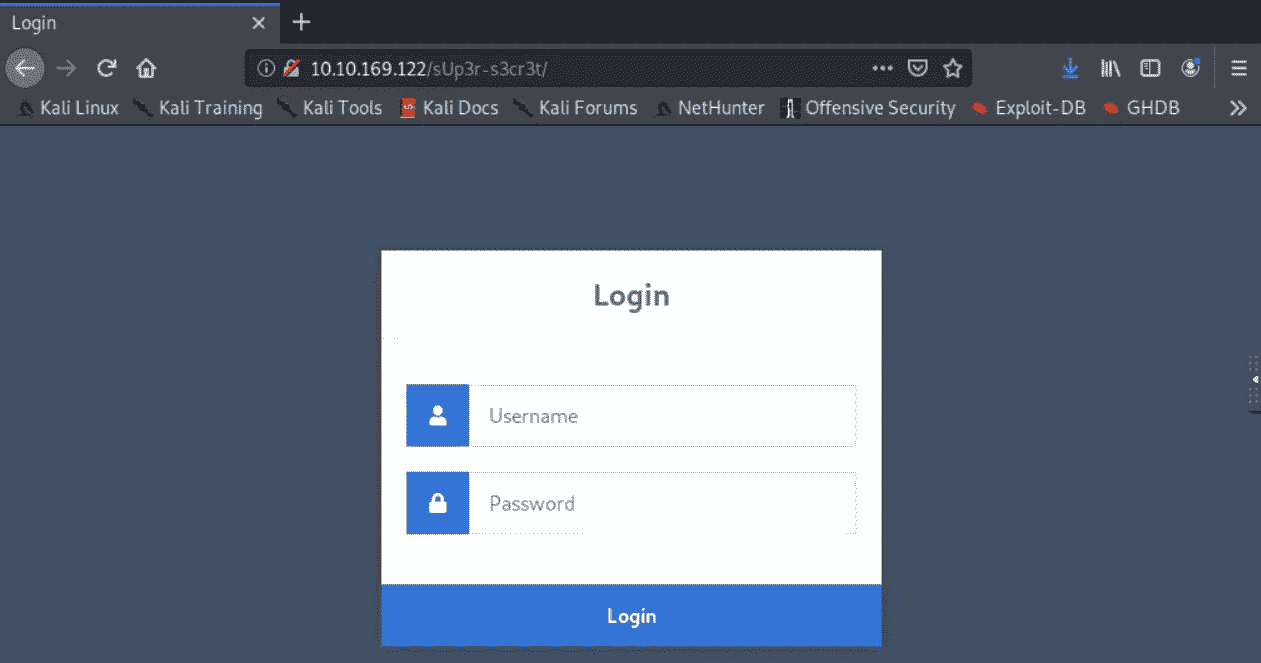 Login
10.10.169.122/sUp3r-s3cr3t/
Kali Linux Kali Training Kali Tools Kali Docs Kali Forums NetHunter Offensive Security Exploit-DB GHDB
Login
Username
Password
Login